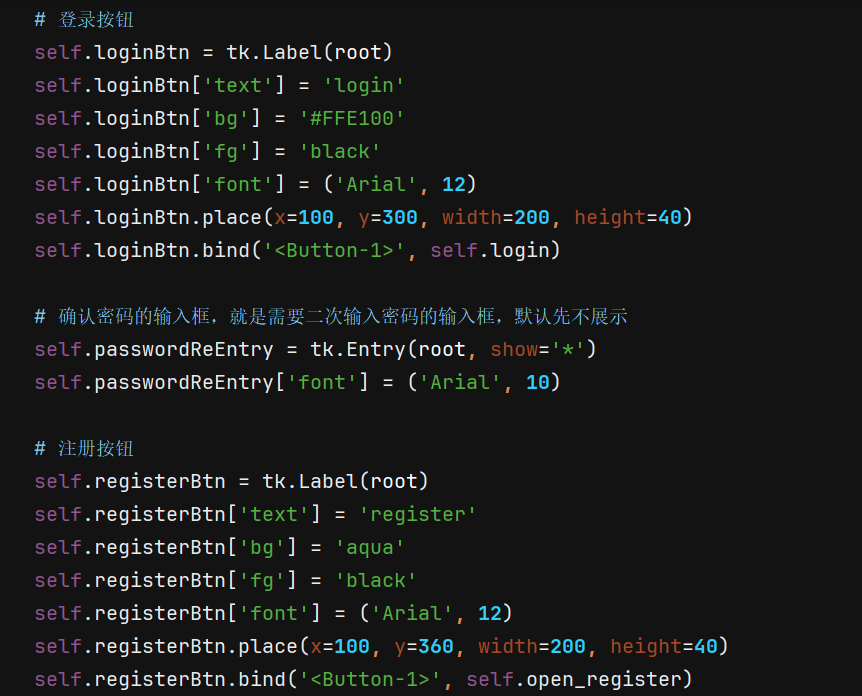 # 登录按钮
self.loginBtn = tk.Label(root)
self.loginBtn['text'] = 'login'
self.loginBtn['bg'] = '#FFE100'
self.loginBtn['fg'] = 'black'
self.loginBtn['font'] = ('Arial', 12)
self.loginBtn.place(x=100, y=300, width=200, height=40)
self.loginBtn.bind('<Button-1>', self.login)
# 确认密码的输入框，就是需要二次输入密码的输入框，默认先不展示
self.passwordReEntry = tk.Entry(root, show='*')
self.passwordReEntry['font'] = ('Arial', 10)
# 注册按钮
self.registerBtn = tk.Label(root)
self.registerBtn['text'] = 'register'
self.registerBtn['bg'] = 'aqua'
self.registerBtn['fg'] = 'black'
self.registerBtn['font'] = ('Arial', 12)
self.registerBtn.place(x=100, y=360, width=200, height=40)
self.registerBtn.bind('<Button-1>', self.open_register)